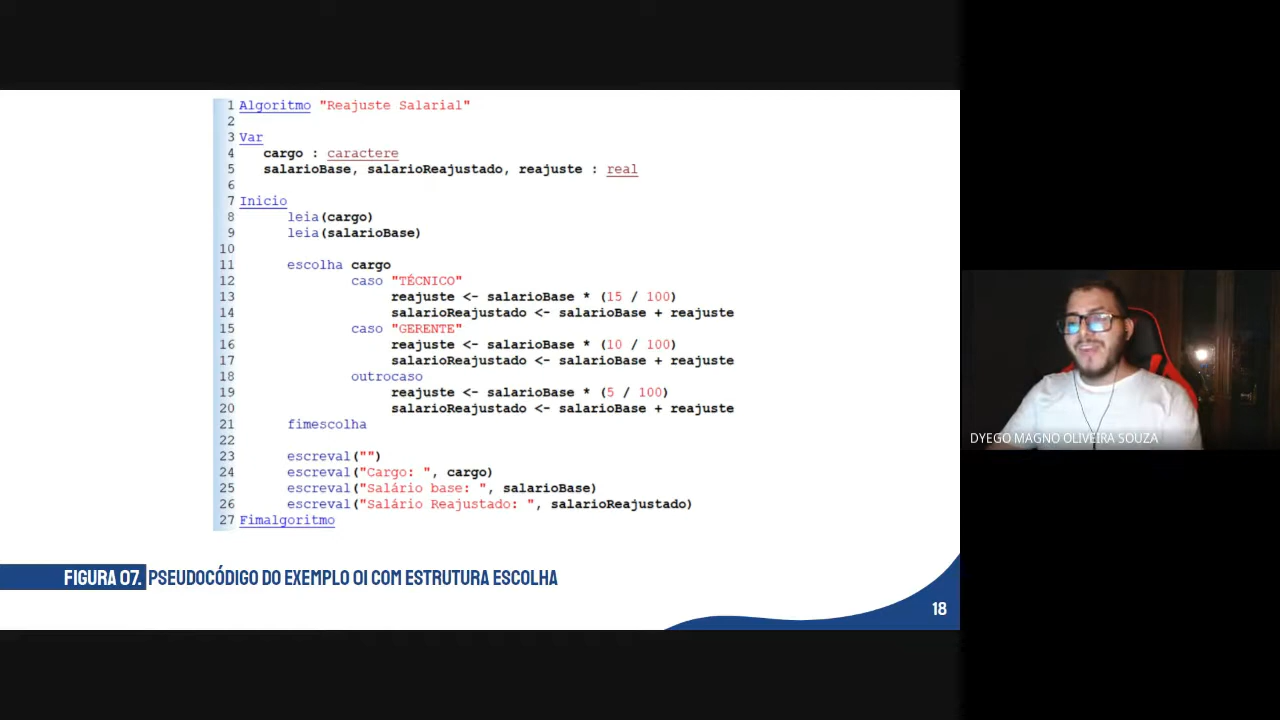 1 Algoritmo "Reajuste Salarial"
2
3 Var
4 cargo : caractere
5 salarioBase, salarioReajustado, reajuste : real
6
7 Inicio
8 leia(cargo)
9 leia(salarioBase)
10
11 escolha cargo
12 caso "TÉCNICO"
13 reajuste <- salarioBase * (15 / 100)
14 salarioReajustado <- salarioBase + reajuste
15 caso "GERENTE"
16 reajuste <- salarioBase * (10 / 100)
17 salarioReajustado <- salarioBase + reajuste
18 outrocaso
19 reajuste <- salarioBase * (5 / 100)
20 salarioReajustado <- salarioBase + reajuste
21 fimescolha
22
23 escreval("")
24 escreval("Cargo: ", cargo)
25 escreval("Salário base: ", salarioBase)
26 escreval("Salário Reajustado: ", salarioReajustado)
27 Fimalgoritmo
FIGURA 07. PSEUDOCÓDIGO DO EXEMPLO 01 COM ESTRUTURA ESCOLHA
18
DYEGO MAGNO OLIVEIRA SOUZA